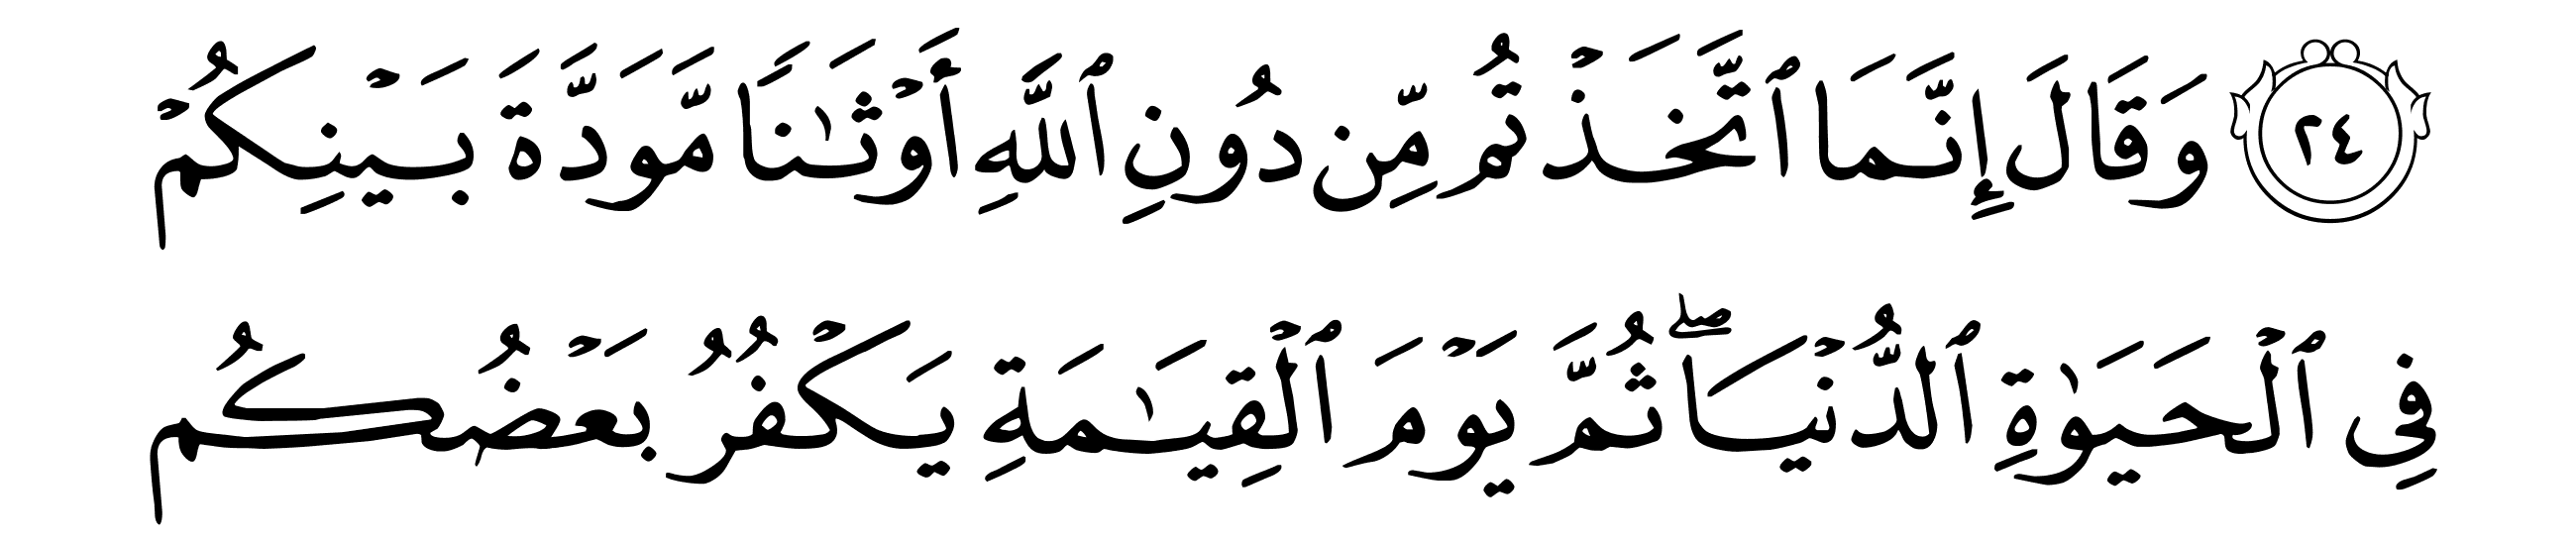 ٢٤ وَقَالَ إِنَّمَا ٱتَّخَذۡتُم مِّن دُونِ ٱللَّهِ أَوۡثَٰنٗا مَّوَدَّةَ بَيۡنِكُمۡ
فِي ٱلۡحَيَوٰةِ ٱلدُّنۡيَاۖ ثُمَّ يَوۡمَ ٱلۡقِيَٰمَةِ يَكۡفُرُ بَعۡضُكُم